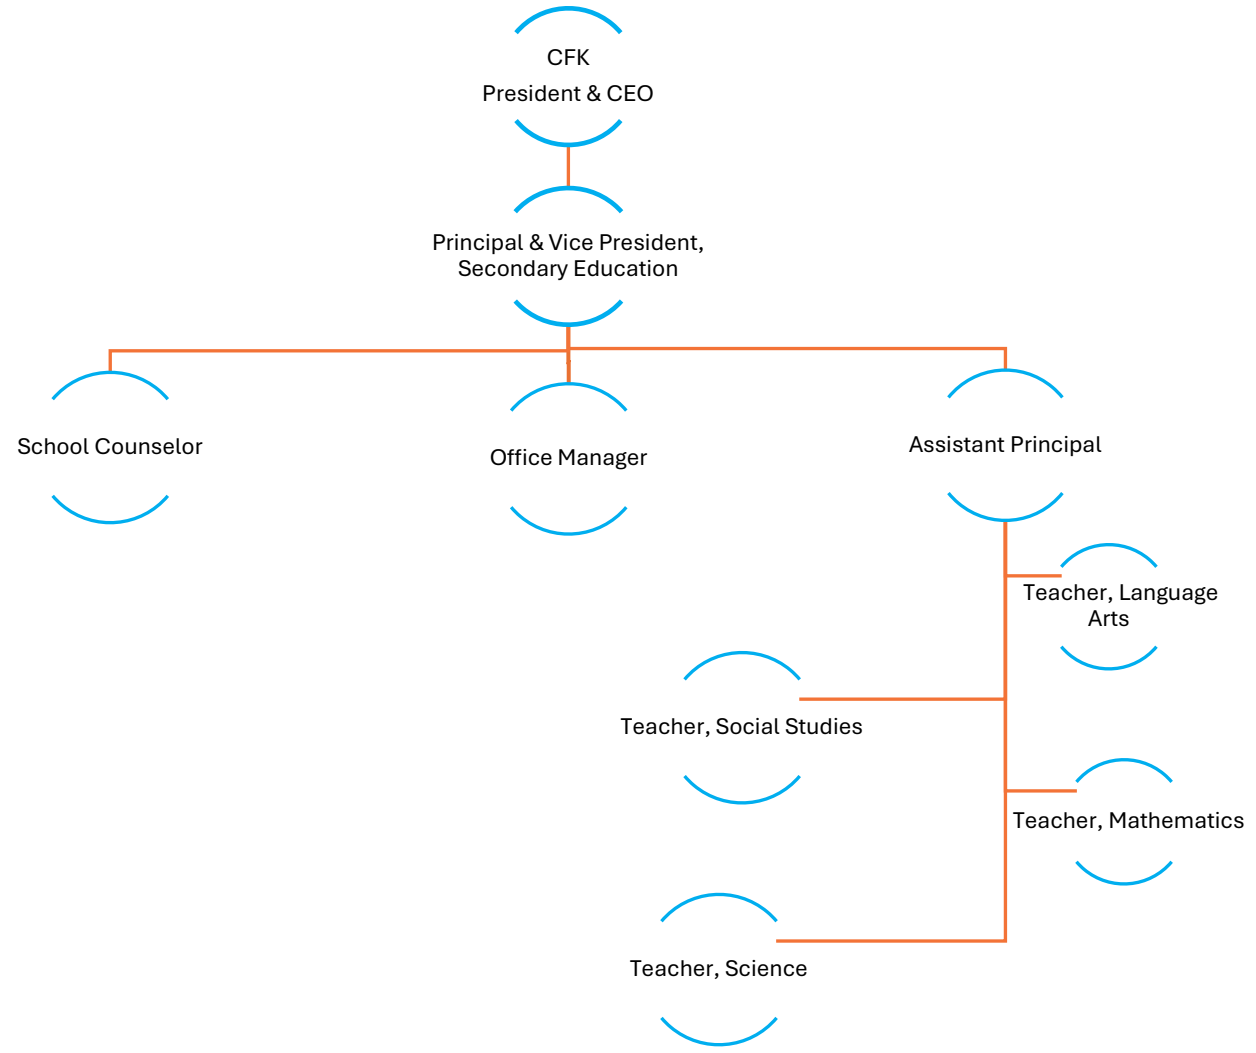 CFK
President & CEO
Principal & Vice President,
Secondary Education
School Counselor
Office Manager
Assistant Principal
Teacher, Language
Arts
Teacher, Social Studies
Teacher, Mathematics
Teacher, Science